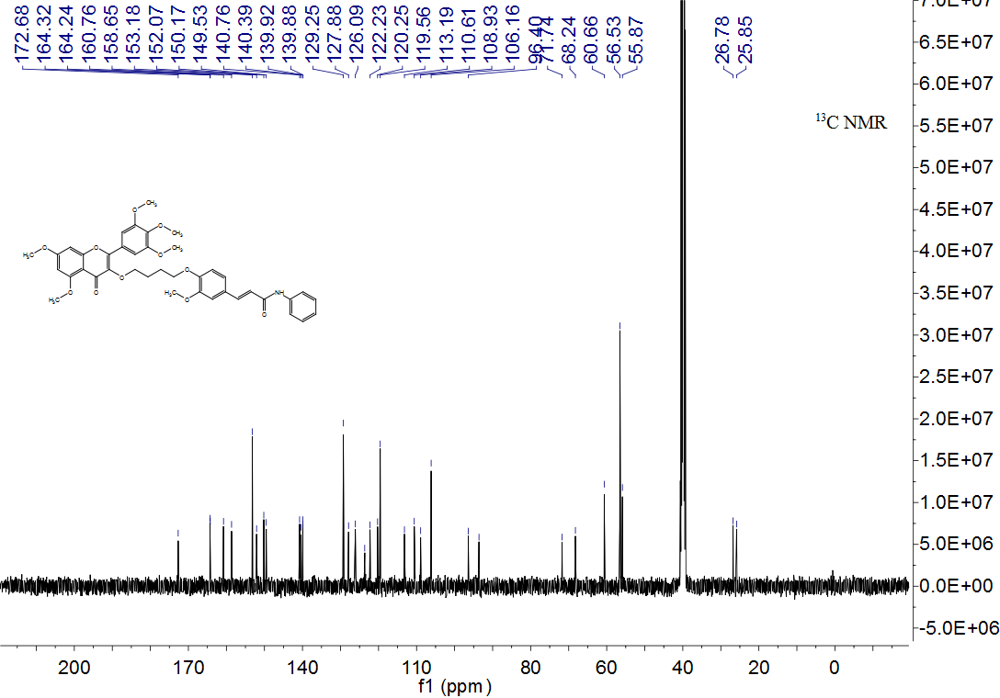 172.68
164.32
164.24
160.76
158.65
153.18
152.07
150.17
149.53
140.76
140.39
139.92
139.88
129.25
127.88
126.09
122.23
120.25
119.56
113.19
110.61
108.93
106.16
96.40
71.74
68.24
60.66
56.53
55.87
26.78
25.85
¹³C NMR
O
CH₃
O
CH₃
O
CH₃
H₃C
O
O
O
H₃C
O
O
O
H₃C
O
NH
O
7.0E+07
6.5E+07
6.0E+07
5.5E+07
5.0E+07
4.5E+07
4.0E+07
3.5E+07
3.0E+07
2.5E+07
2.0E+07
1.5E+07
1.0E+07
5.0E+06
0.0E+00
-5.0E+06
200 170 140 110 80 60 40 20 0
f1 (ppm)